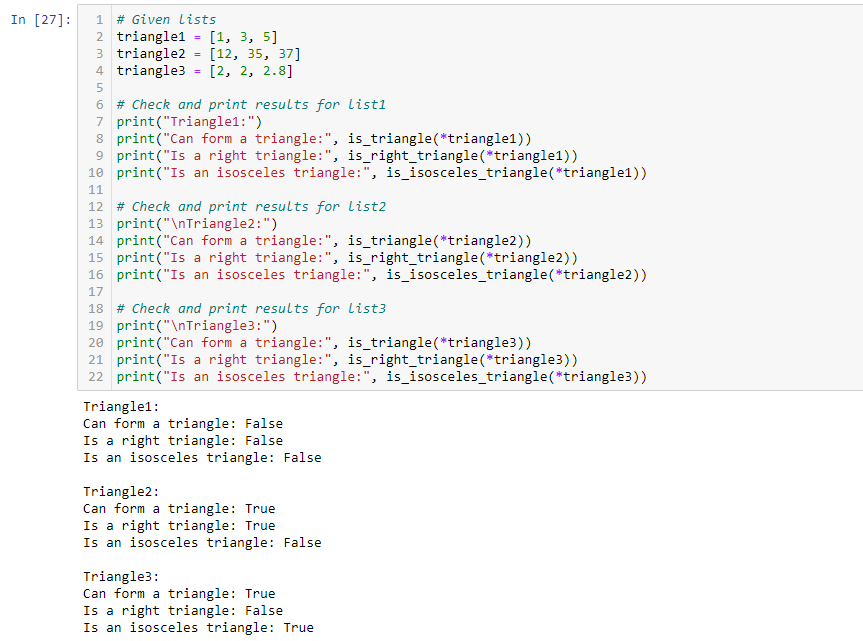 In [27]:
1 # Given lists
2 triangle1 = [1, 3, 5]
3 triangle2 = [12, 35, 37]
4 triangle3 = [2, 2, 2.8]
5
6 # Check and print results for list1
7 print("Triangle1:")
8 print("Can form a triangle:", is_triangle(*triangle1))
9 print("Is a right triangle:", is_right_triangle(*triangle1))
10 print("Is an isosceles triangle:", is_isosceles_triangle(*triangle1))
11
12 # Check and print results for list2
13 print("\nTriangle2:")
14 print("Can form a triangle:", is_triangle(*triangle2))
15 print("Is a right triangle:", is_right_triangle(*triangle2))
16 print("Is an isosceles triangle:", is_isosceles_triangle(*triangle2))
17
18 # Check and print results for list3
19 print("\nTriangle3:")
20 print("Can form a triangle:", is_triangle(*triangle3))
21 print("Is a right triangle:", is_right_triangle(*triangle3))
22 print("Is an isosceles triangle:", is_isosceles_triangle(*triangle3))
Triangle1:
Can form a triangle: False
Is a right triangle: False
Is an isosceles triangle: False

Triangle2:
Can form a triangle: True
Is a right triangle: True
Is an isosceles triangle: False

Triangle3:
Can form a triangle: True
Is a right triangle: False
Is an isosceles triangle: True